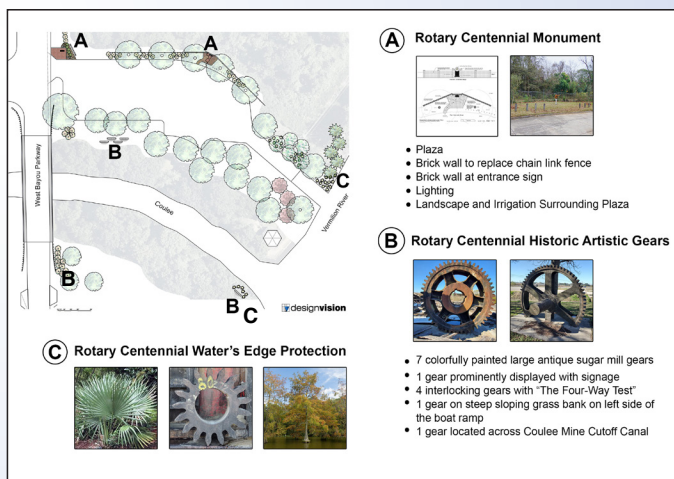 A
A
West Bayou Parkway
B
Coulee
C
Vermilion River
B
B
C
designvision
A Rotary Centennial Monument
• Plaza
• Brick wall to replace chain link fence
• Brick wall at entrance sign
• Lighting
• Landscape and Irrigation Surrounding Plaza
B Rotary Centennial Historic Artistic Gears
• 7 colorfully painted large antique sugar mill gears
• 1 gear prominently displayed with signage
• 4 interlocking gears with “The Four-Way Test”
• 1 gear on steep sloping grass bank on left side of
the boat ramp
• 1 gear located across Coulee Mine Cutoff Canal
C Rotary Centennial Water’s Edge Protection